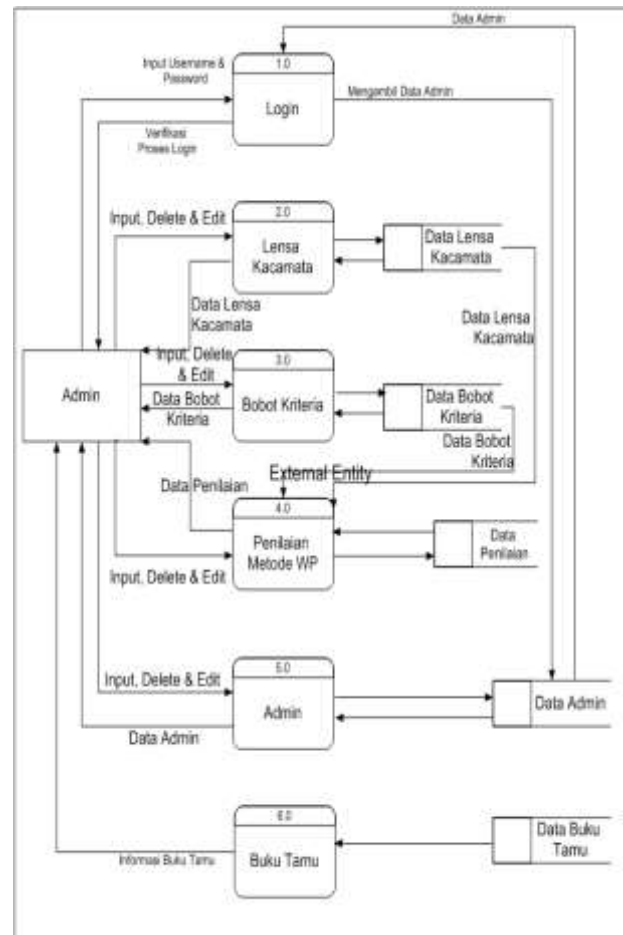 Data Admin
Input Username &
Password
1.0
Login
Mengambil Data Admin
Verifikasi
Proses Login
Input, Delete & Edit
2.0
Lensa
Kacamata
Data Lensa
Kacamata
Data Lensa
Kacamata
Data Lensa
Kacamata
Admin
Input, Delete
& Edit
Data Bobot
Kriteria
3.0
Bobot Kriteria
Data Bobot
Kriteria
Data Bobot
Kriteria
Data Penilaian
External Entity
4.0
Penilaian
Metode WP
Data
Penilaian
Input, Delete & Edit
Input, Delete & Edit
5.0
Admin
Data Admin
Data Admin
6.0
Buku Tamu
Data Buku
Tamu
Informasi Buku Tamu